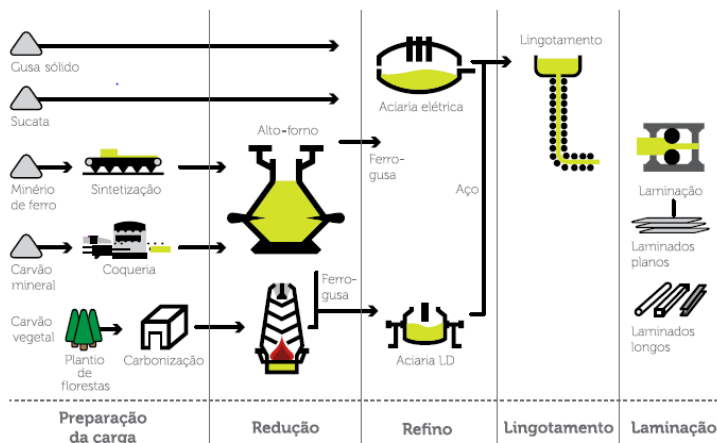 Gusa sólido
Sucata
Minério
de ferro
Sintetização
Carvão
mineral
Coqueria
Carvão
vegetal
Plantio
de
florestas
Carbonização
Alto-forno
Ferro-
gusa
Ferro-
gusa
Aciaria elétrica
Aço
Aciaria LD
Lingotamento
Laminação
Laminados
planos
Laminados
longos
Preparação
da carga
Redução
Refino
Lingotamento
Laminação